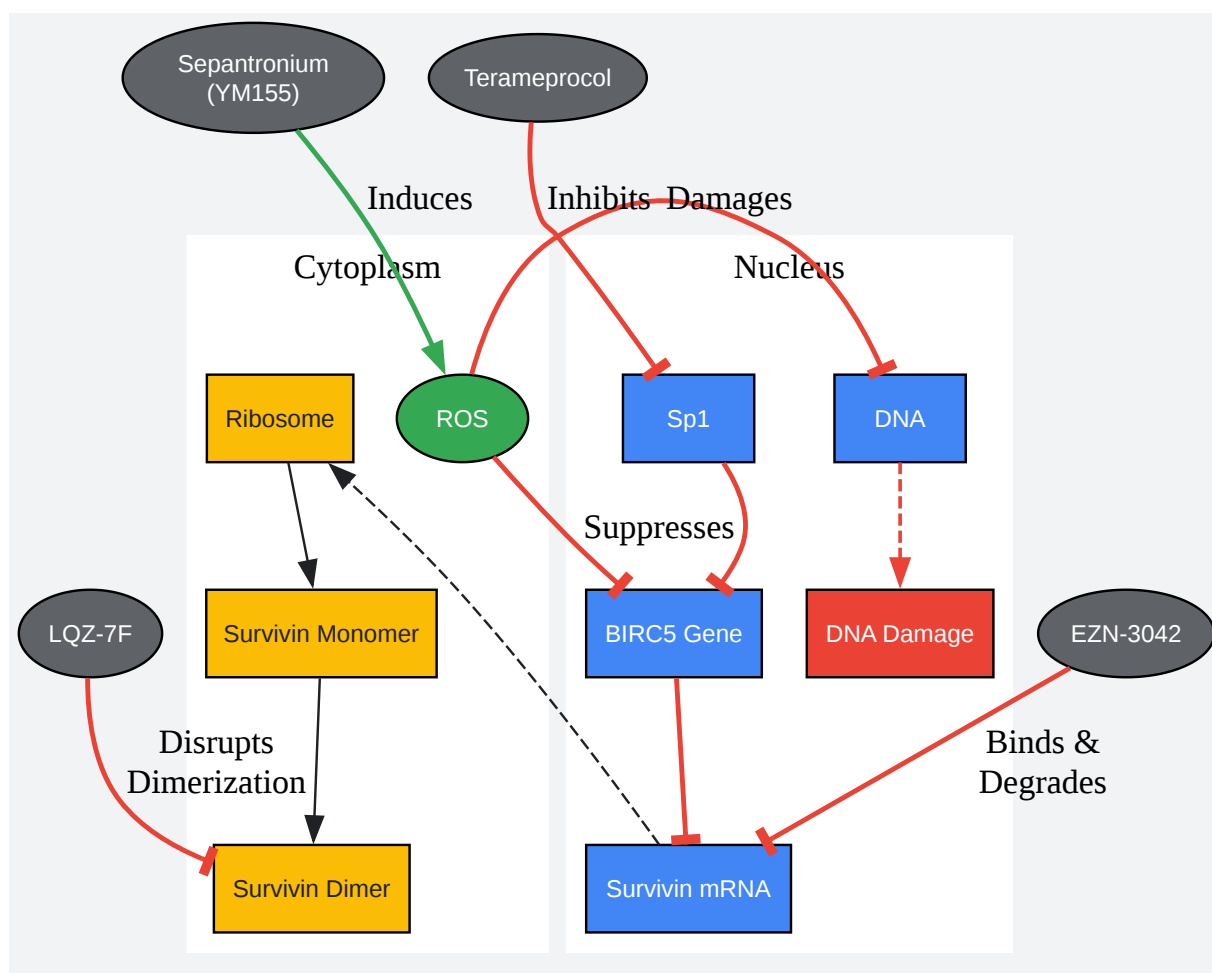 Sepantronium
(YM155)
Terameprocol
Induces
Inhibits
Damages
Cytoplasm
Nucleus
Ribosome
ROS
Sp1
DNA
Suppresses
LQZ-7F
Survivin Monomer
BIRC5 Gene
DNA Damage
EZN-3042
Disrupts
Dimerization
Binds &
Degrades
Survivin Dimer
Survivin mRNA